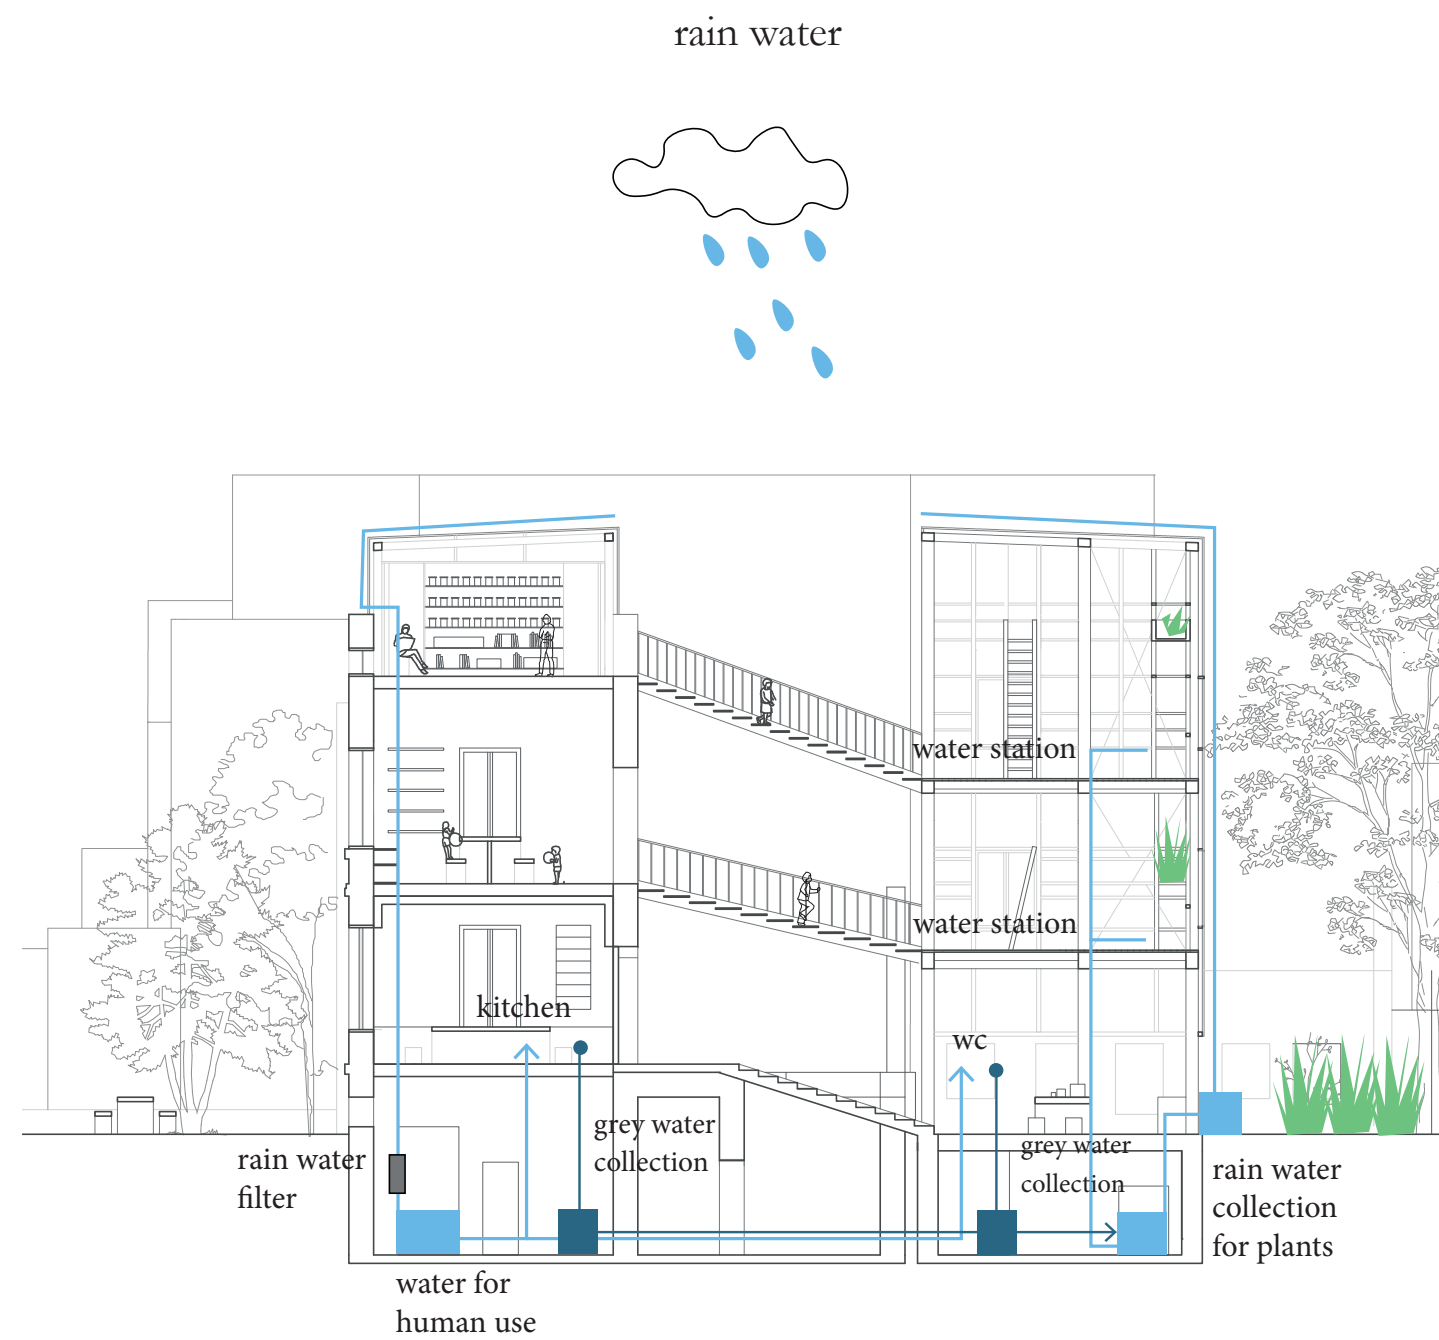 rain water
water station
water station
kitchen
wc
grey water
collection
grey water
collection
rain water
filter
rain water
collection
for plants
water for
human use